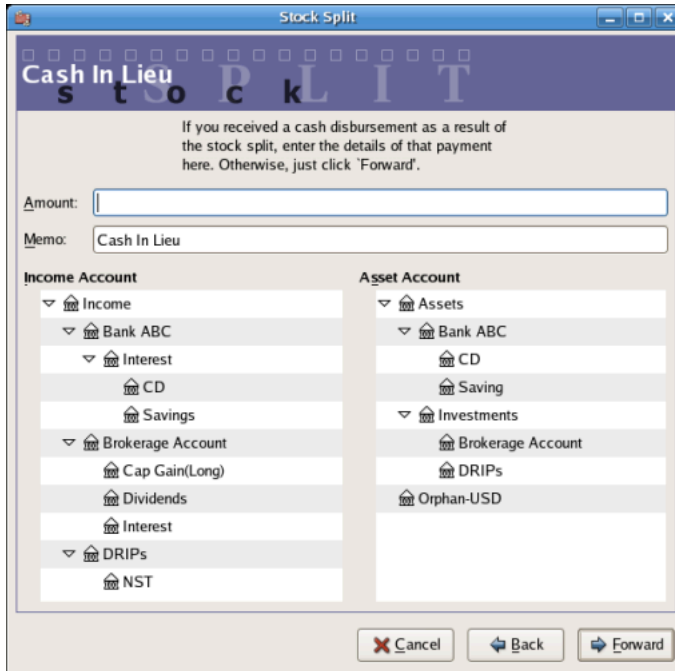 Stock Split
Cash In Lieu
stock SPLIT
If you received a cash disbursement as a result of
the stock split, enter the details of that payment
here. Otherwise, just click `Forward'.
Amount:
Memo: Cash In Lieu
Income Account
Income
Bank ABC
Interest
CD
Savings
Brokerage Account
Cap Gain(Long)
Dividends
Interest
DRIPs
NST
Asset Account
Assets
Bank ABC
CD
Saving
Investments
Brokerage Account
DRIPs
Orphan-USD
Cancel Back Forward